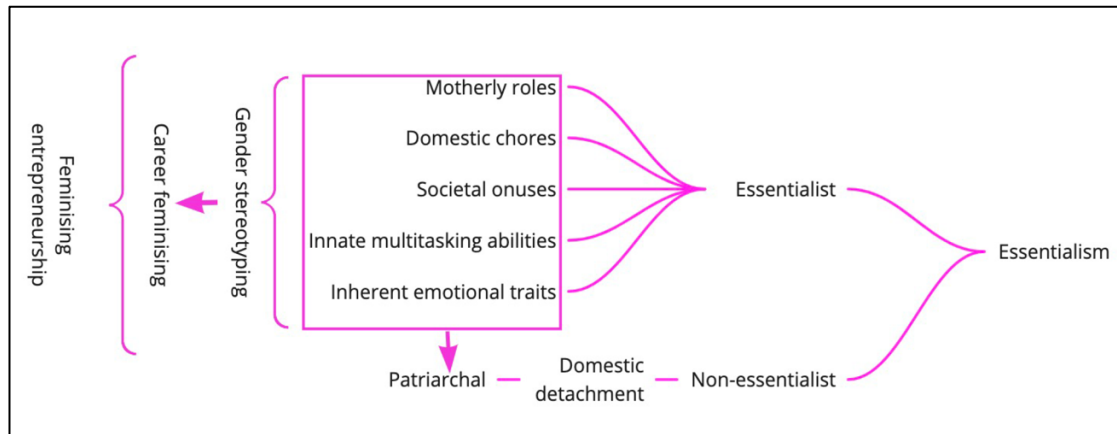 Feminising
entrepreneurship
Career feminising
Gender stereotyping
Motherly roles
Domestic chores
Societal onuses
Innate multitasking abilities
Inherent emotional traits
Essentialist
Essentialism
Patriarchal
Domestic
detachment
Non-essentialist